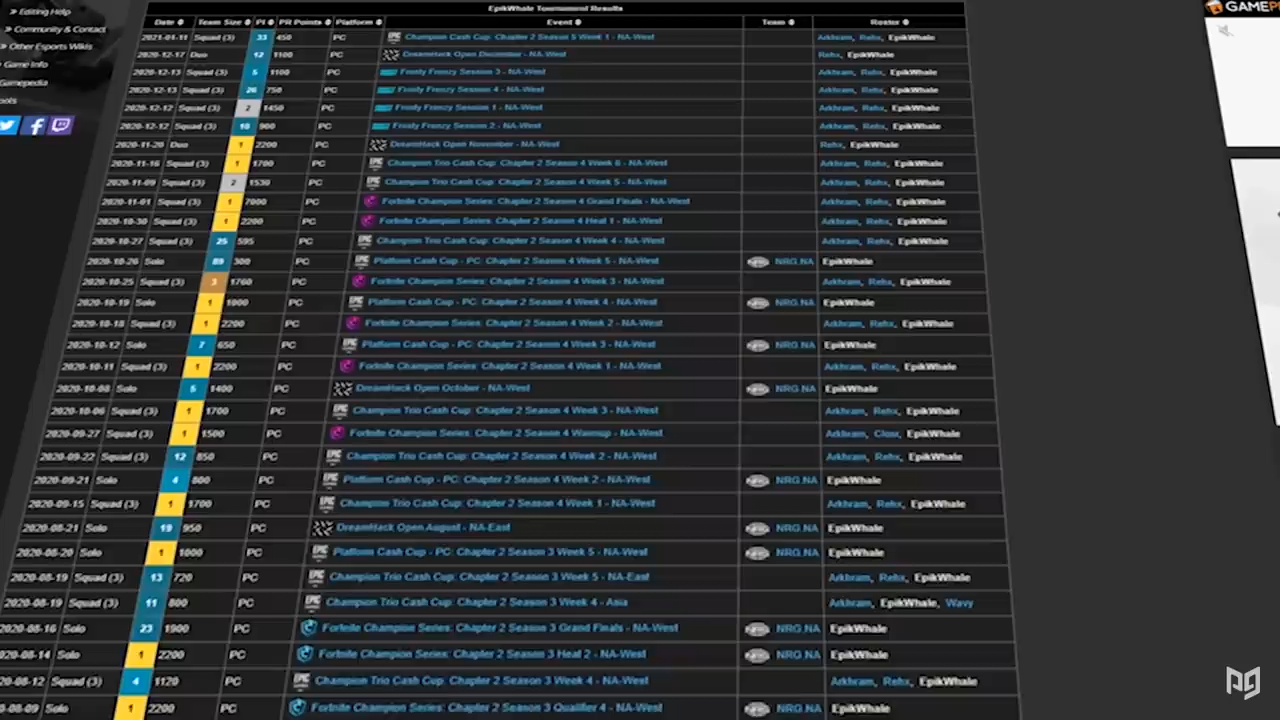 EpikWhale Tournament Results
» Editing Help
» Community & Contact
» Other Esports Wikis
Game Info
Gamepedia
GAMEP
Date Team Size Pl PR Points Platform Event Team Roster
2021-01-11 Squad (3) 33 450 PC Champion Cash Cup: Chapter 2 Season 5 Week 1 - NA-West Arkhram, Rehx, EpikWhale
2020-12-17 Duo 12 1100 PC DreamHack Open December - NA-West Rehx, EpikWhale
2020-12-13 Squad (3) 5 1100 PC Frosty Frenzy Session 3 - NA-West Arkhram, Rehx, EpikWhale
2020-12-13 Squad (3) 26 750 PC Frosty Frenzy Session 4 - NA-West Arkhram, Rehx, EpikWhale
2020-12-12 Squad (3) 2 1450 PC Frosty Frenzy Session 1 - NA-West Arkhram, Rehx, EpikWhale
2020-12-12 Squad (3) 18 900 PC Frosty Frenzy Session 2 - NA-West Arkhram, Rehx, EpikWhale
2020-11-20 Duo 1 2200 PC DreamHack Open November - NA-West Rehx, EpikWhale
2020-11-16 Squad (3) 1 1700 PC Champion Trio Cash Cup: Chapter 2 Season 4 Week 6 - NA-West Arkhram, Rehx, EpikWhale
2020-11-09 Squad (3) 2 1530 PC Champion Trio Cash Cup: Chapter 2 Season 4 Week 5 - NA-West Arkhram, Rehx, EpikWhale
2020-11-01 Squad (3) 1 7000 PC Fortnite Champion Series: Chapter 2 Season 4 Grand Finals - NA-West Arkhram, Rehx, EpikWhale
2020-10-30 Squad (3) 1 2200 PC Fortnite Champion Series: Chapter 2 Season 4 Heat 1 - NA-West Arkhram, Rehx, EpikWhale
2020-10-27 Squad (3) 25 595 PC Champion Trio Cash Cup: Chapter 2 Season 4 Week 4 - NA-West Arkhram, Rehx, EpikWhale
2020-10-26 Solo 89 300 PC Platform Cash Cup - PC: Chapter 2 Season 4 Week 5 - NA-West NRG.NA EpikWhale
2020-10-25 Squad (3) 3 1760 PC Fortnite Champion Series: Chapter 2 Season 4 Week 3 - NA-West Arkhram, Rehx, EpikWhale
2020-10-19 Solo 1 1000 PC Platform Cash Cup - PC: Chapter 2 Season 4 Week 4 - NA-West NRG.NA EpikWhale
2020-10-18 Squad (3) 1 2200 PC Fortnite Champion Series: Chapter 2 Season 4 Week 2 - NA-West Arkhram, Rehx, EpikWhale
2020-10-12 Solo 7 650 PC Platform Cash Cup - PC: Chapter 2 Season 4 Week 3 - NA-West NRG.NA EpikWhale
2020-10-11 Squad (3) 1 2200 PC Fortnite Champion Series: Chapter 2 Season 4 Week 1 - NA-West Arkhram, Rehx, EpikWhale
2020-10-08 Solo 5 1400 PC DreamHack Open October - NA-West NRG.NA EpikWhale
2020-10-06 Squad (3) 1 1700 PC Champion Trio Cash Cup: Chapter 2 Season 4 Week 3 - NA-West Arkhram, Rehx, EpikWhale
2020-09-27 Squad (3) 1 1500 PC Fortnite Champion Series: Chapter 2 Season 4 Warmup - NA-West Arkhram, EpikWhale
2020-09-22 Squad (3) 12 850 PC Champion Trio Cash Cup: Chapter 2 Season 4 Week 2 - NA-West Arkhram, Rehx, EpikWhale
2020-09-21 Solo 4 800 PC Platform Cash Cup - PC: Chapter 2 Season 4 Week 2 - NA-West NRG.NA EpikWhale
2020-09-15 Squad (3) 1 1700 PC Champion Trio Cash Cup: Chapter 2 Season 4 Week 1 - NA-West Arkhram, Rehx, EpikWhale
2020-08-21 Solo 19 950 PC DreamHack Open August - NA-East NRG.NA EpikWhale
2020-08-20 Solo 1 1000 PC Platform Cash Cup - PC: Chapter 2 Season 3 Week 5 - NA-West NRG.NA EpikWhale
2020-08-19 Squad (3) 13 720 PC Champion Trio Cash Cup: Chapter 2 Season 3 Week 5 - NA-East Arkhram, Rehx, EpikWhale
2020-08-19 Squad (3) 11 800 PC Champion Trio Cash Cup: Chapter 2 Season 3 Week 4 - Asia Arkhram, EpikWhale, Wavy
2020-08-16 Solo 23 1900 PC Fortnite Champion Series: Chapter 2 Season 3 Grand Finals - NA-West NRG.NA EpikWhale
020-08-14 Solo 1 2200 PC Fortnite Champion Series: Chapter 2 Season 3 Heat 2 - NA-West NRG.NA EpikWhale
020-08-12 Squad (3) 4 1120 PC Champion Trio Cash Cup: Chapter 2 Season 3 Week 4 - NA-West Arkhram, Rehx, EpikWhale
20-08-09 Solo 1 2200 PC Fortnite Champion Series: Chapter 2 Season 3 Qualifier 4 - NA-West NRG.NA EpikWhale